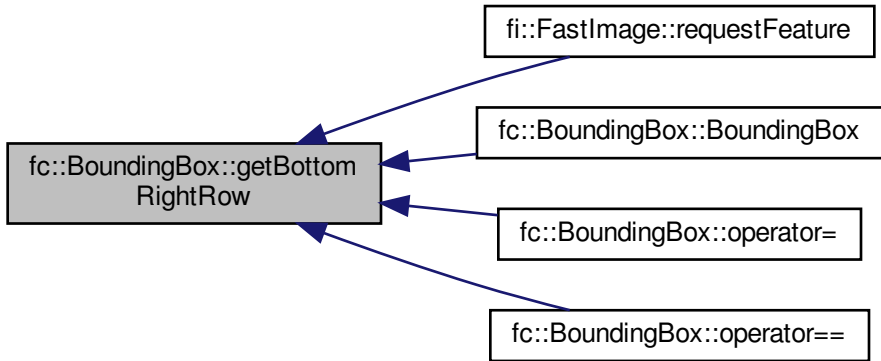 fi::FastImage::requestFeature
fc::BoundingBox::BoundingBox
fc::BoundingBox::getBottom
RightRow
fc::BoundingBox::operator=
fc::BoundingBox::operator==